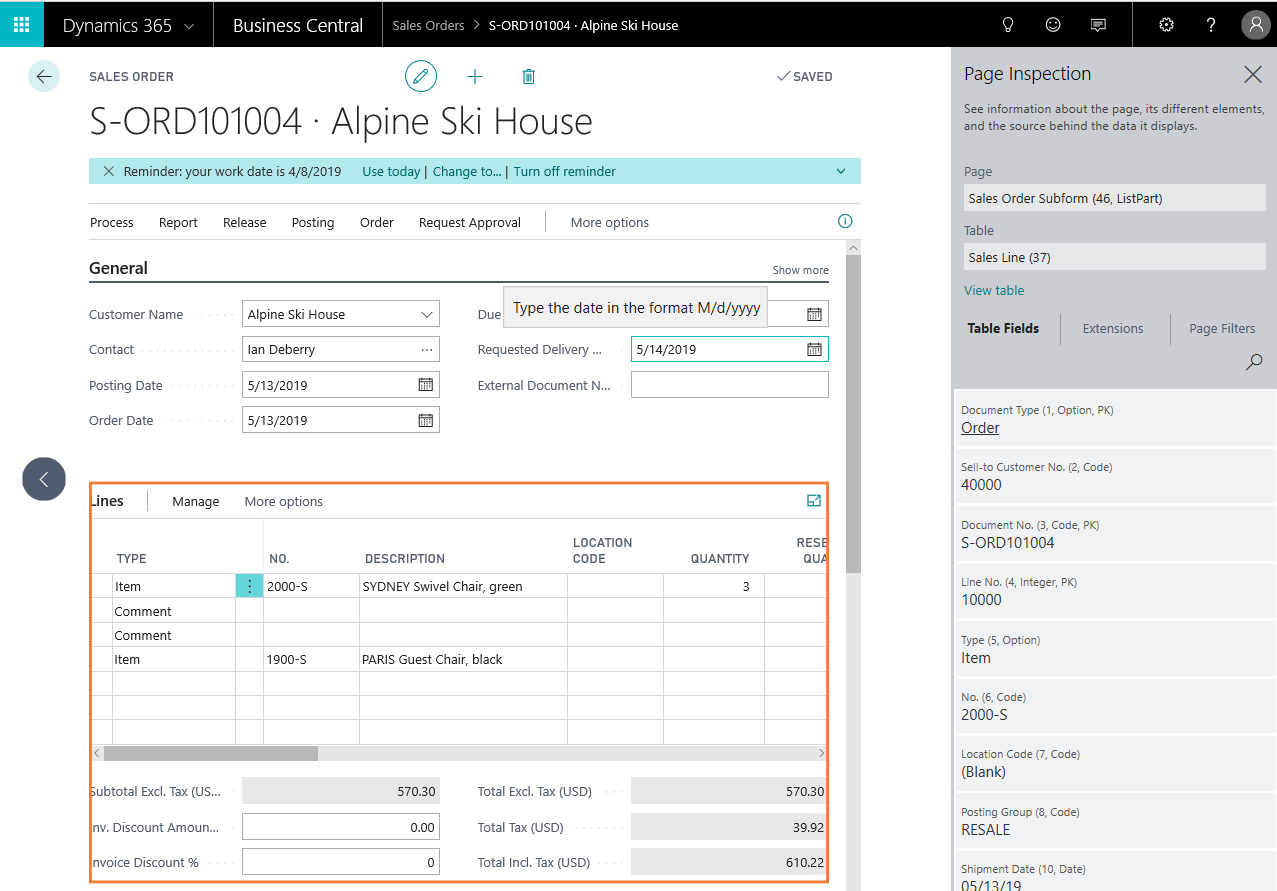 Dynamics 365
Business Central
Sales Orders > S-ORD101004 · Alpine Ski House
SALES ORDER
SAVED
S-ORD101004 · Alpine Ski House
Reminder: your work date is 4/8/2019 Use today | Change to... | Turn off reminder
Process Report Release Posting Order Request Approval More options
General
Show more
Customer Name Alpine Ski House
Contact Ian Deberry
Posting Date 5/13/2019
Order Date 5/13/2019
Due
Type the date in the format M/d/yyyy
Requested Delivery ... 5/14/2019
External Document N...
Lines Manage More options
TYPE NO. DESCRIPTION LOCATION CODE QUANTITY RESE QUA
Item 2000-S SYDNEY Swivel Chair, green 3
Comment
Comment
Item 1900-S PARIS Guest Chair, black
Subtotal Excl. Tax (US... 570.30
Inv. Discount Amoun... 0.00
Invoice Discount % 0
Total Excl. Tax (USD) 570.30
Total Tax (USD) 39.92
Total Incl. Tax (USD) 610.22
Page Inspection
See information about the page, its different elements,
and the source behind the data it displays.
Page
Sales Order Subform (46, ListPart)
Table
Sales Line (37)
View table
Table Fields Extensions Page Filters
Document Type (1, Option, PK)
Order
Sell-to Customer No. (2, Code)
40000
Document No. (3, Code, PK)
S-ORD101004
Line No. (4, Integer, PK)
10000
Type (5, Option)
Item
No. (6, Code)
2000-S
Location Code (7, Code)
(Blank)
Posting Group (8, Code)
RESALE
Shipment Date (10, Date)
05/13/19